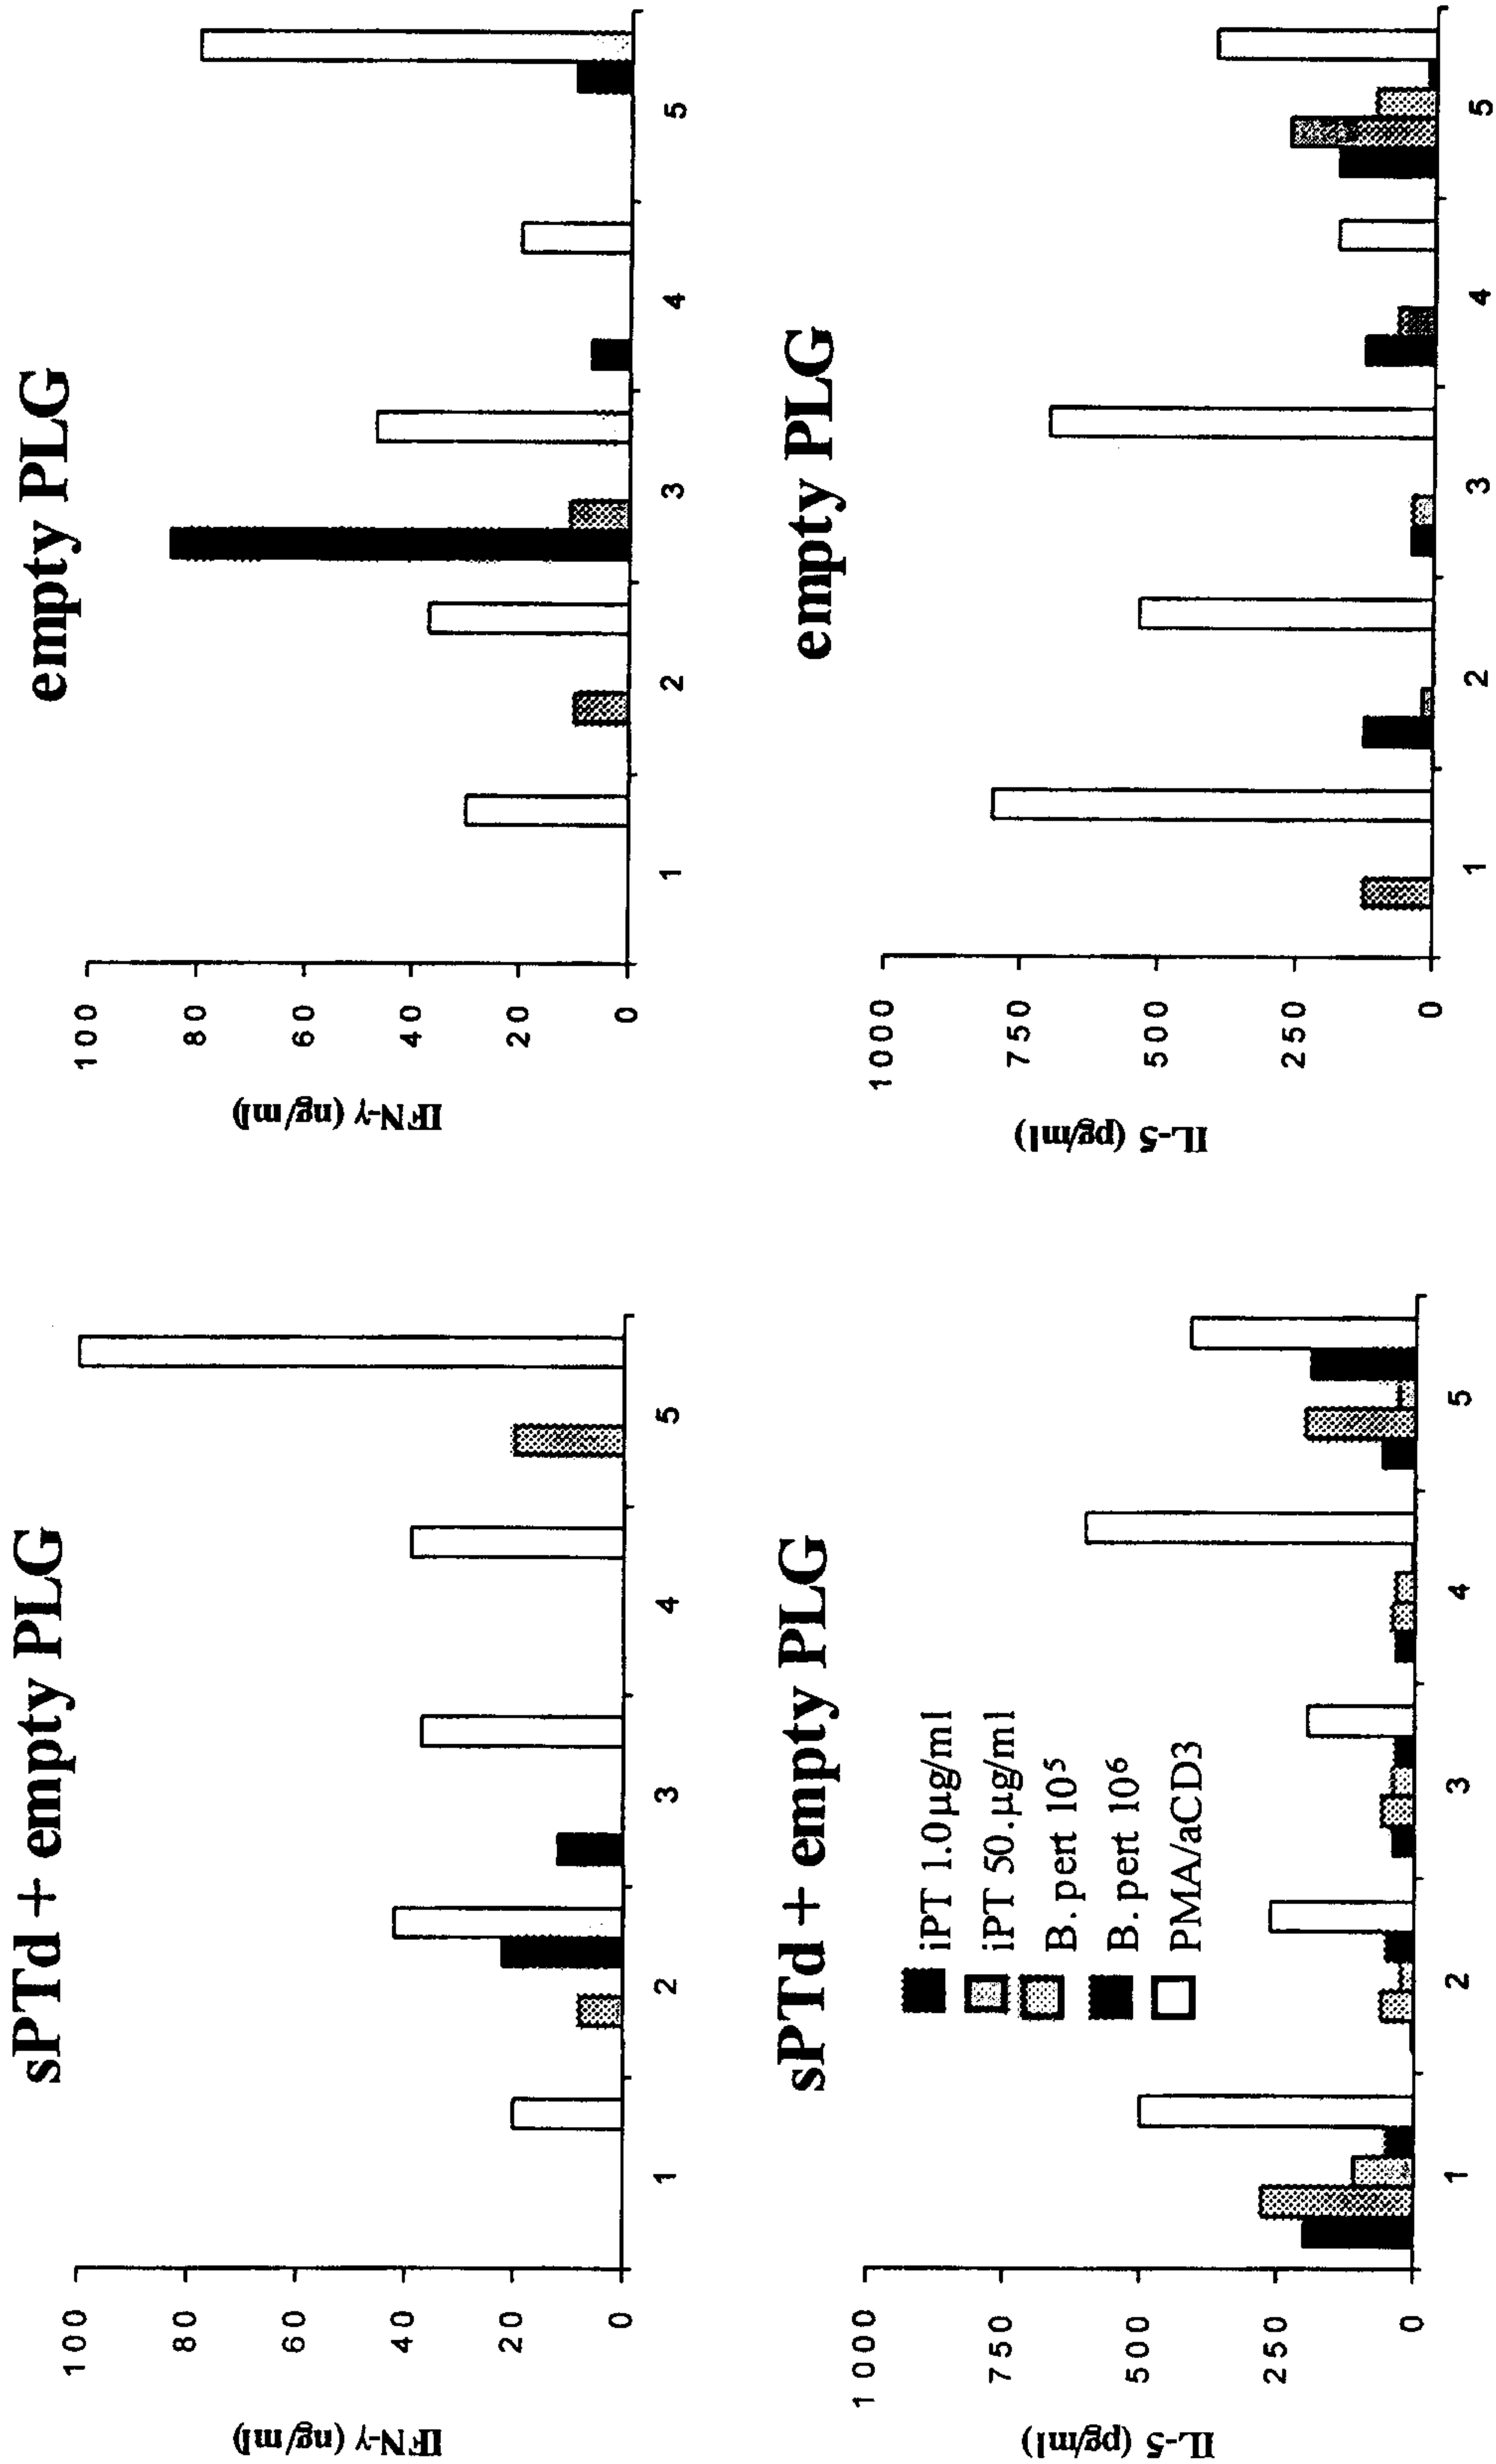 sPTd + empty PLG
IFN-γ (ng/ml)
100
80
60
40
20
0
1 2 3 4 5
empty PLG
IFN-γ (ng/ml)
100
80
60
40
20
0
1 2 3 4 5
sPTd + empty PLG
IL-5 (pg/ml)
1000
750
500
250
0
iPT 1.0µg/ml
iPT 50.µg/ml
B. pert 10⁵
B. pert 10⁶
PMA/aCD3
1 2 3 4 5
empty PLG
IL-5 (pg/ml)
1000
750
500
250
0
1 2 3 4 5